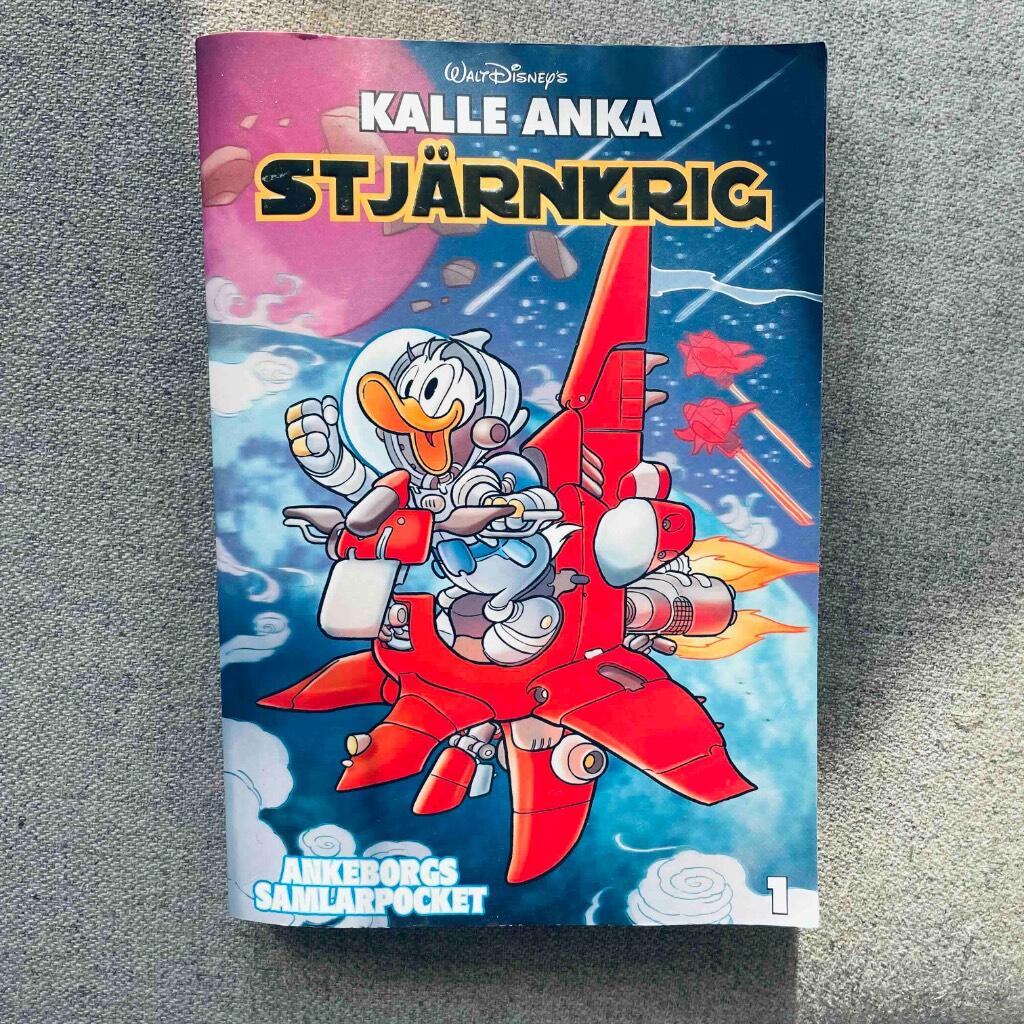 WALT DISNEY'S
KALLE ANKA
STJÄRNKRIG
ANKEBORGS
SAMLARPOCKET
1